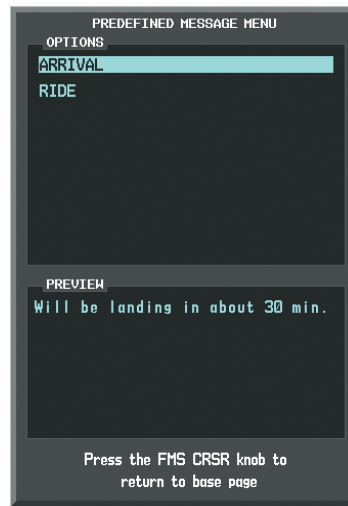 PREDEFINED MESSAGE MENU
OPTIONS
ARRIVAL
RIDE
PREVIEW
Will be landing in about 30 min.
Press the FMS CRSR knob to
return to base page